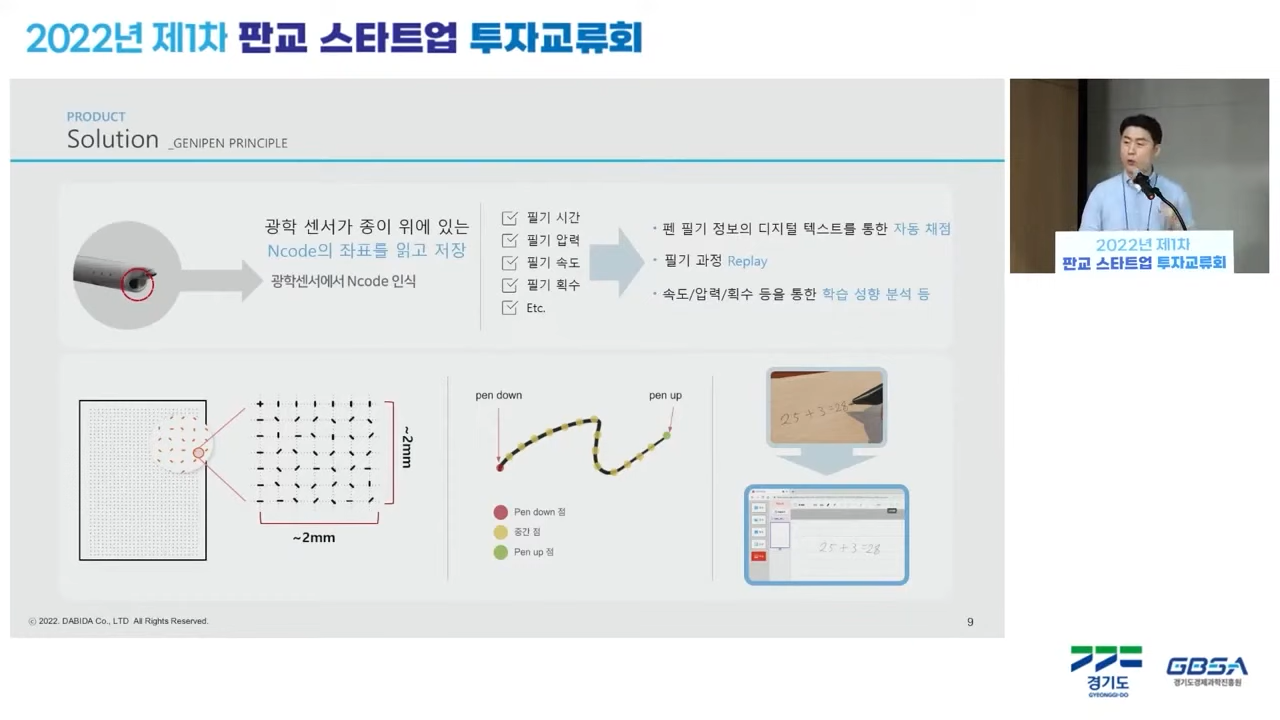 2022년 제1차 판교 스타트업 투자교류회
PRODUCT
Solution _GENIPEN PRINCIPLE
광학 센서가 종이 위에 있는
Ncode의 좌표를 읽고 저장
광학센서에서 Ncode 인식
필기 시간
필기 압력
필기 속도
필기 획수
Etc.
· 펜 필기 정보의 디지털 텍스트를 통한 자동 채점
· 필기 과정 Replay
· 속도/압력/획수 등을 통한 학습 성향 분석 등
~2mm
~2mm
pen down
pen up
Pen down 점
중간 점
Pen up 점
25+3=28
25+3=28
ⓒ 2022. DABIDA Co., LTD All Rights Reserved.
9
2022년 제1차
판교 스타트업 투자교류회
경기도
GYEONGGI-DO
GBSA
경기도경제과학진흥원